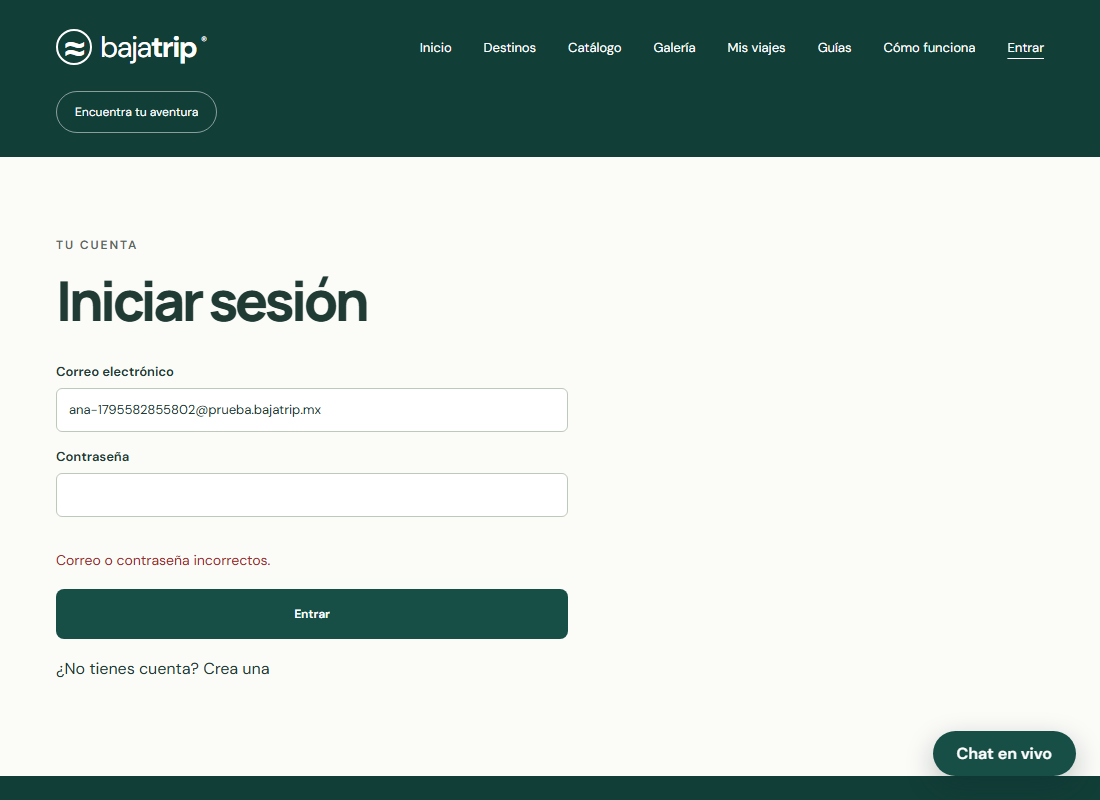 bajatrip®
Inicio
Destinos
Catálogo
Galería
Mis viajes
Guías
Cómo funciona
Entrar
Encuentra tu aventura
TU CUENTA
Iniciar sesión
Correo electrónico
ana-1795582855802@prueba.bajatrip.mx
Contraseña
Correo o contraseña incorrectos.
Entrar
¿No tienes cuenta? Crea una
Chat en vivo